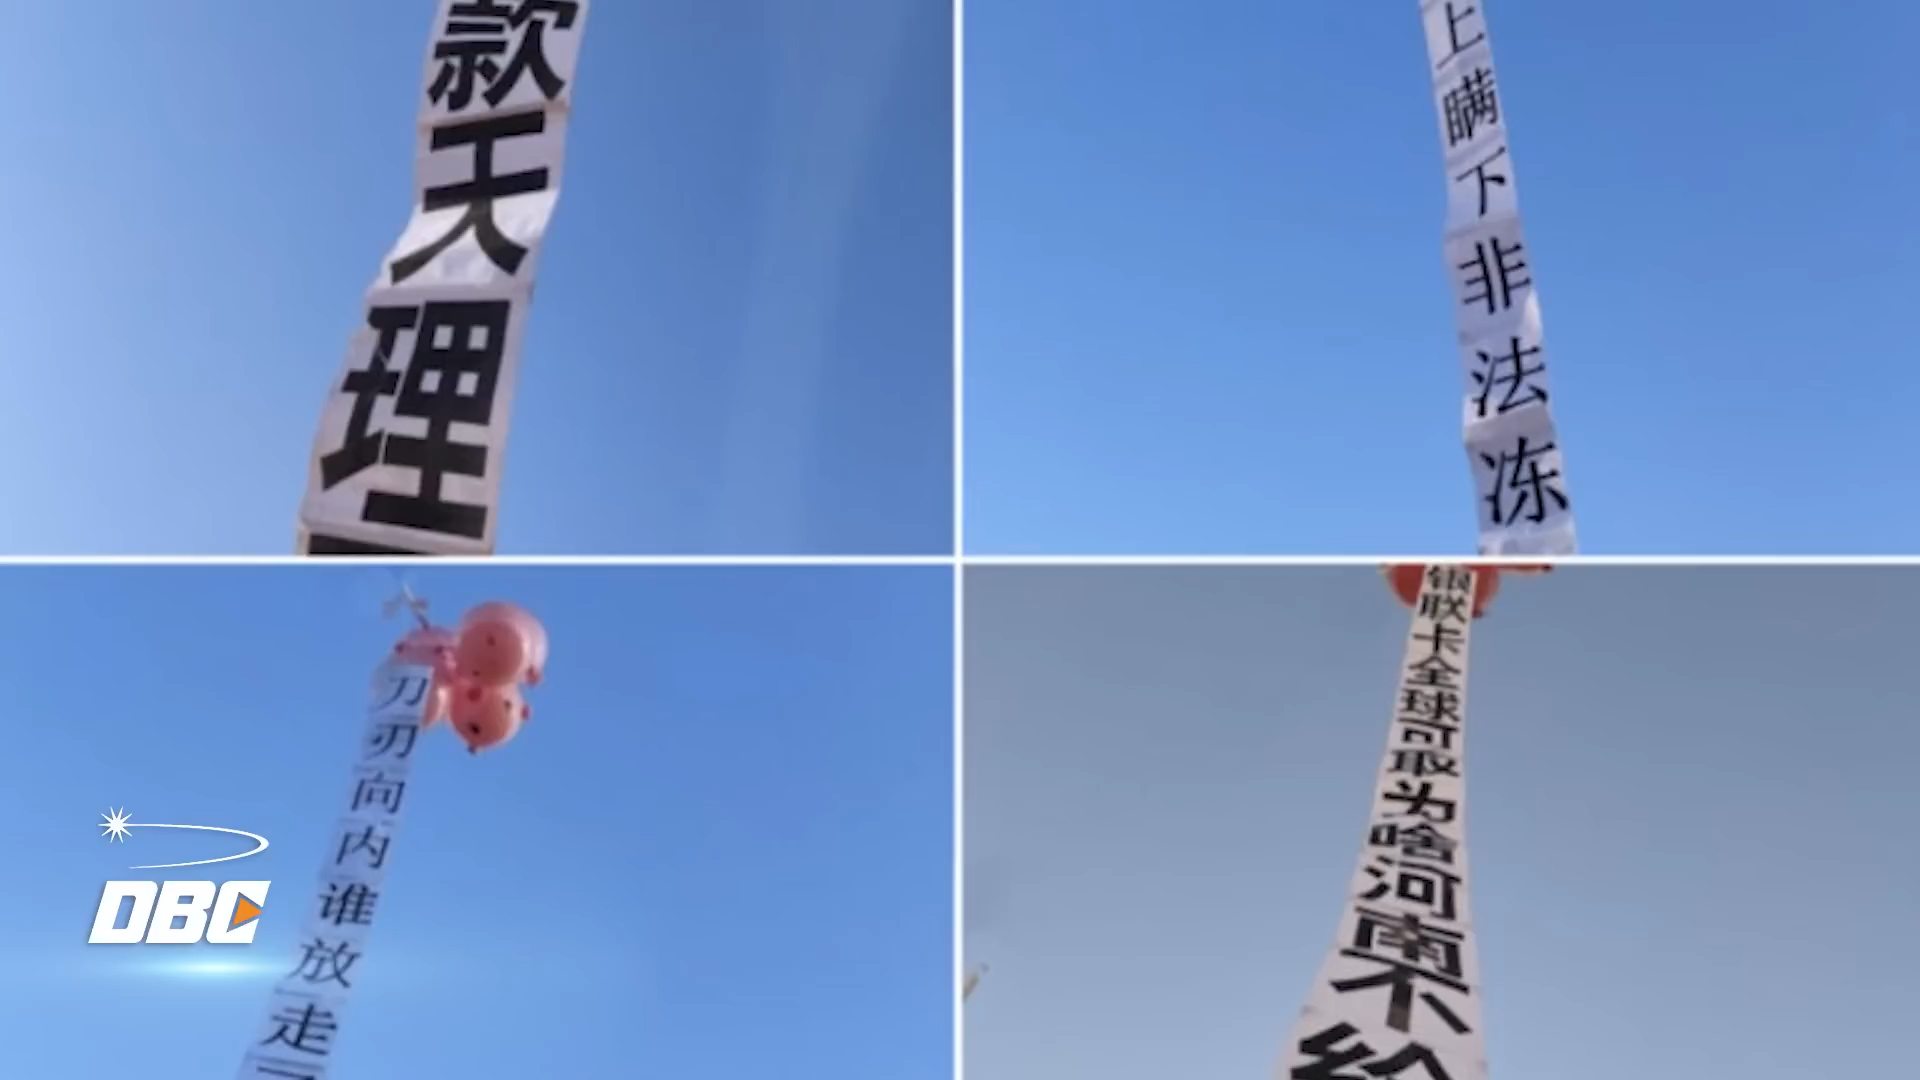 款天理
上瞒下非法冻
刀刃向内谁放走
银联卡全球可取为啥河南不给
DBC